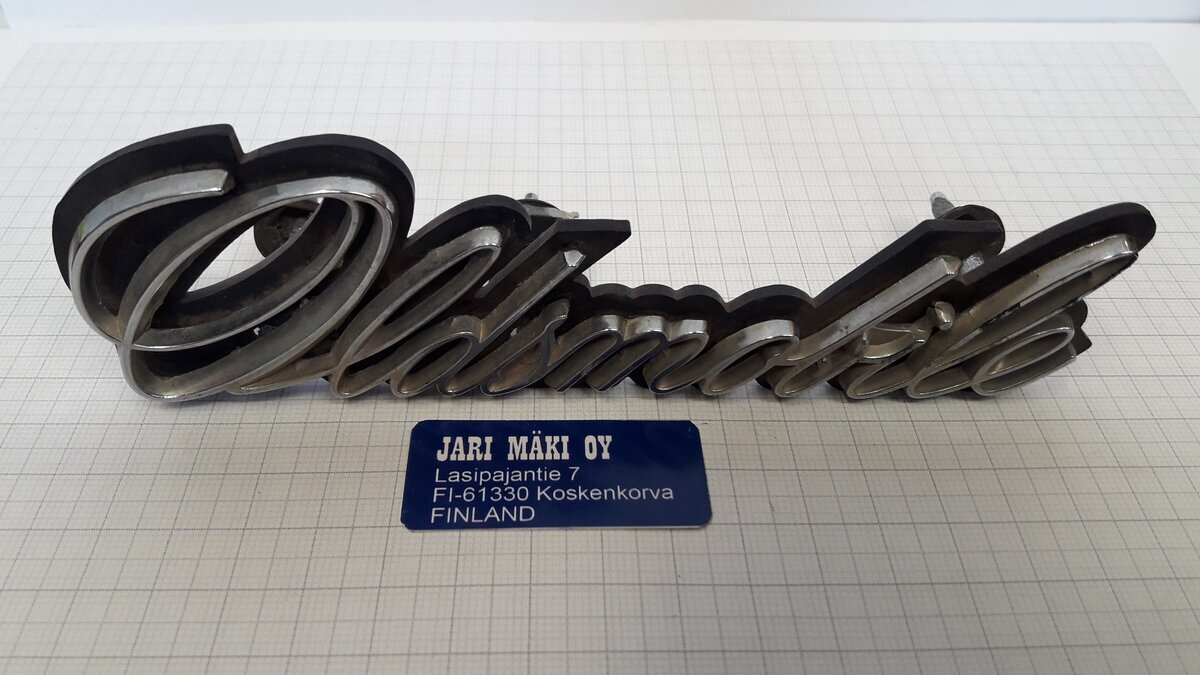 Oldsmobile
JARI MÄKI OY
Lasipajantie 7
FI-61330 Koskenkorva
FINLAND